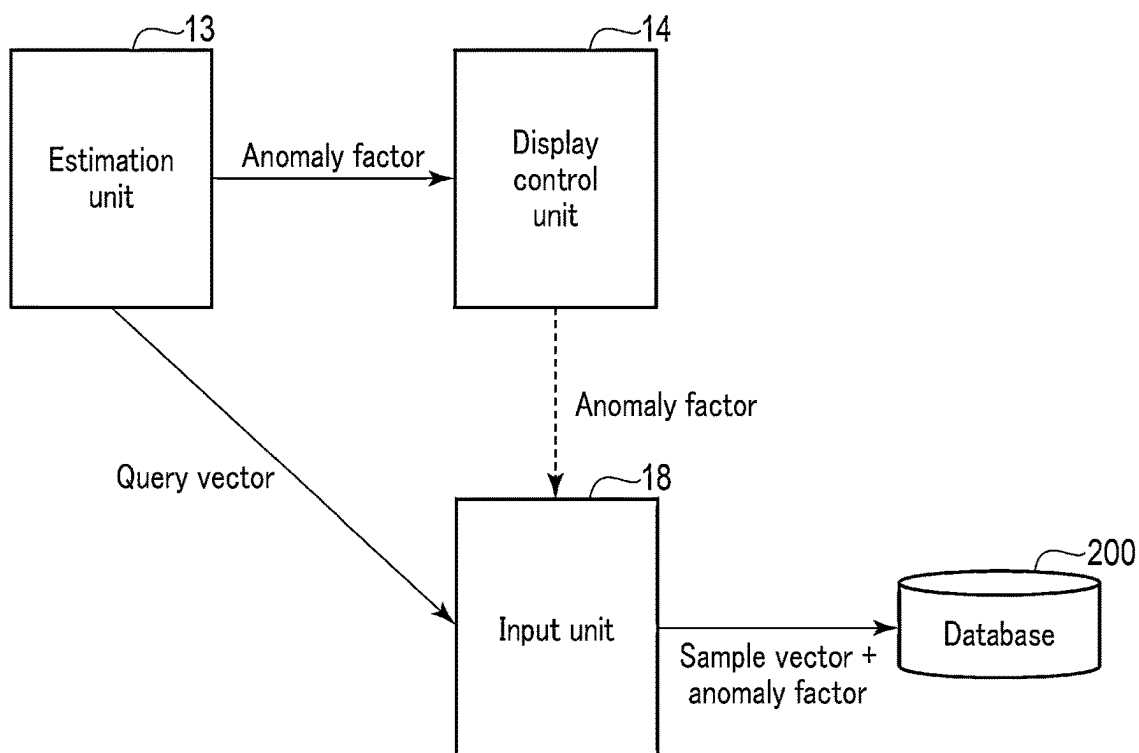 13
14
Estimation
unit
Anomaly factor
Display
control
unit
Anomaly factor
Query vector
18
200
Input unit
Database
Sample vector +
anomaly factor